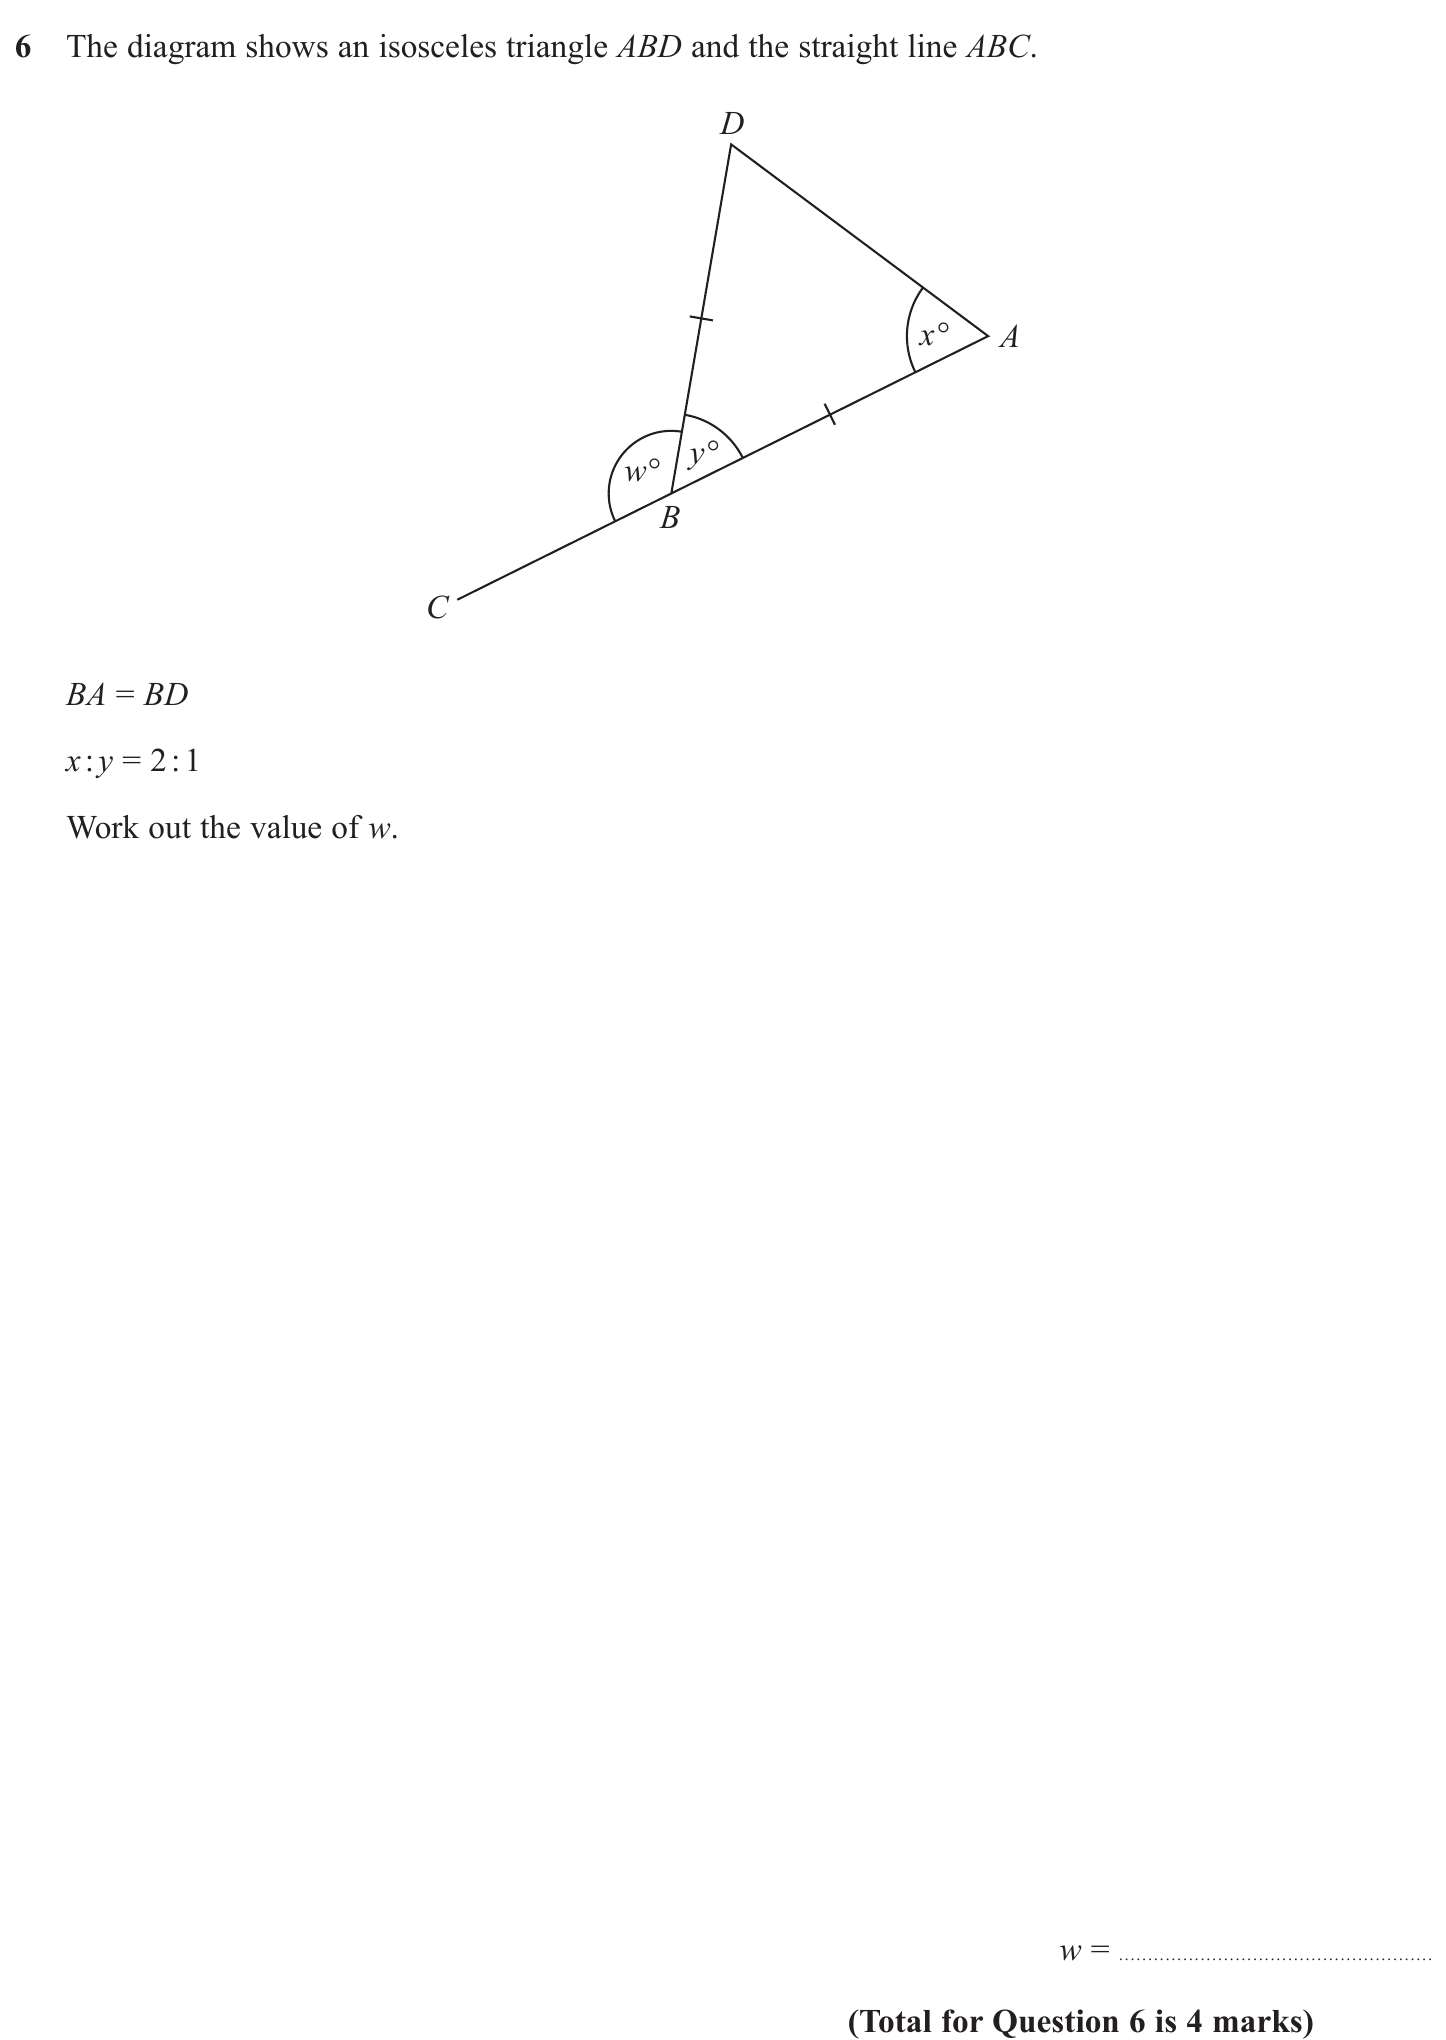 6 The diagram shows an isosceles triangle ABD and the straight line ABC.
D
x° A
w° y°
B
C
BA = BD
x : y = 2 : 1
Work out the value of w.
w = ......................................................
(Total for Question 6 is 4 marks)